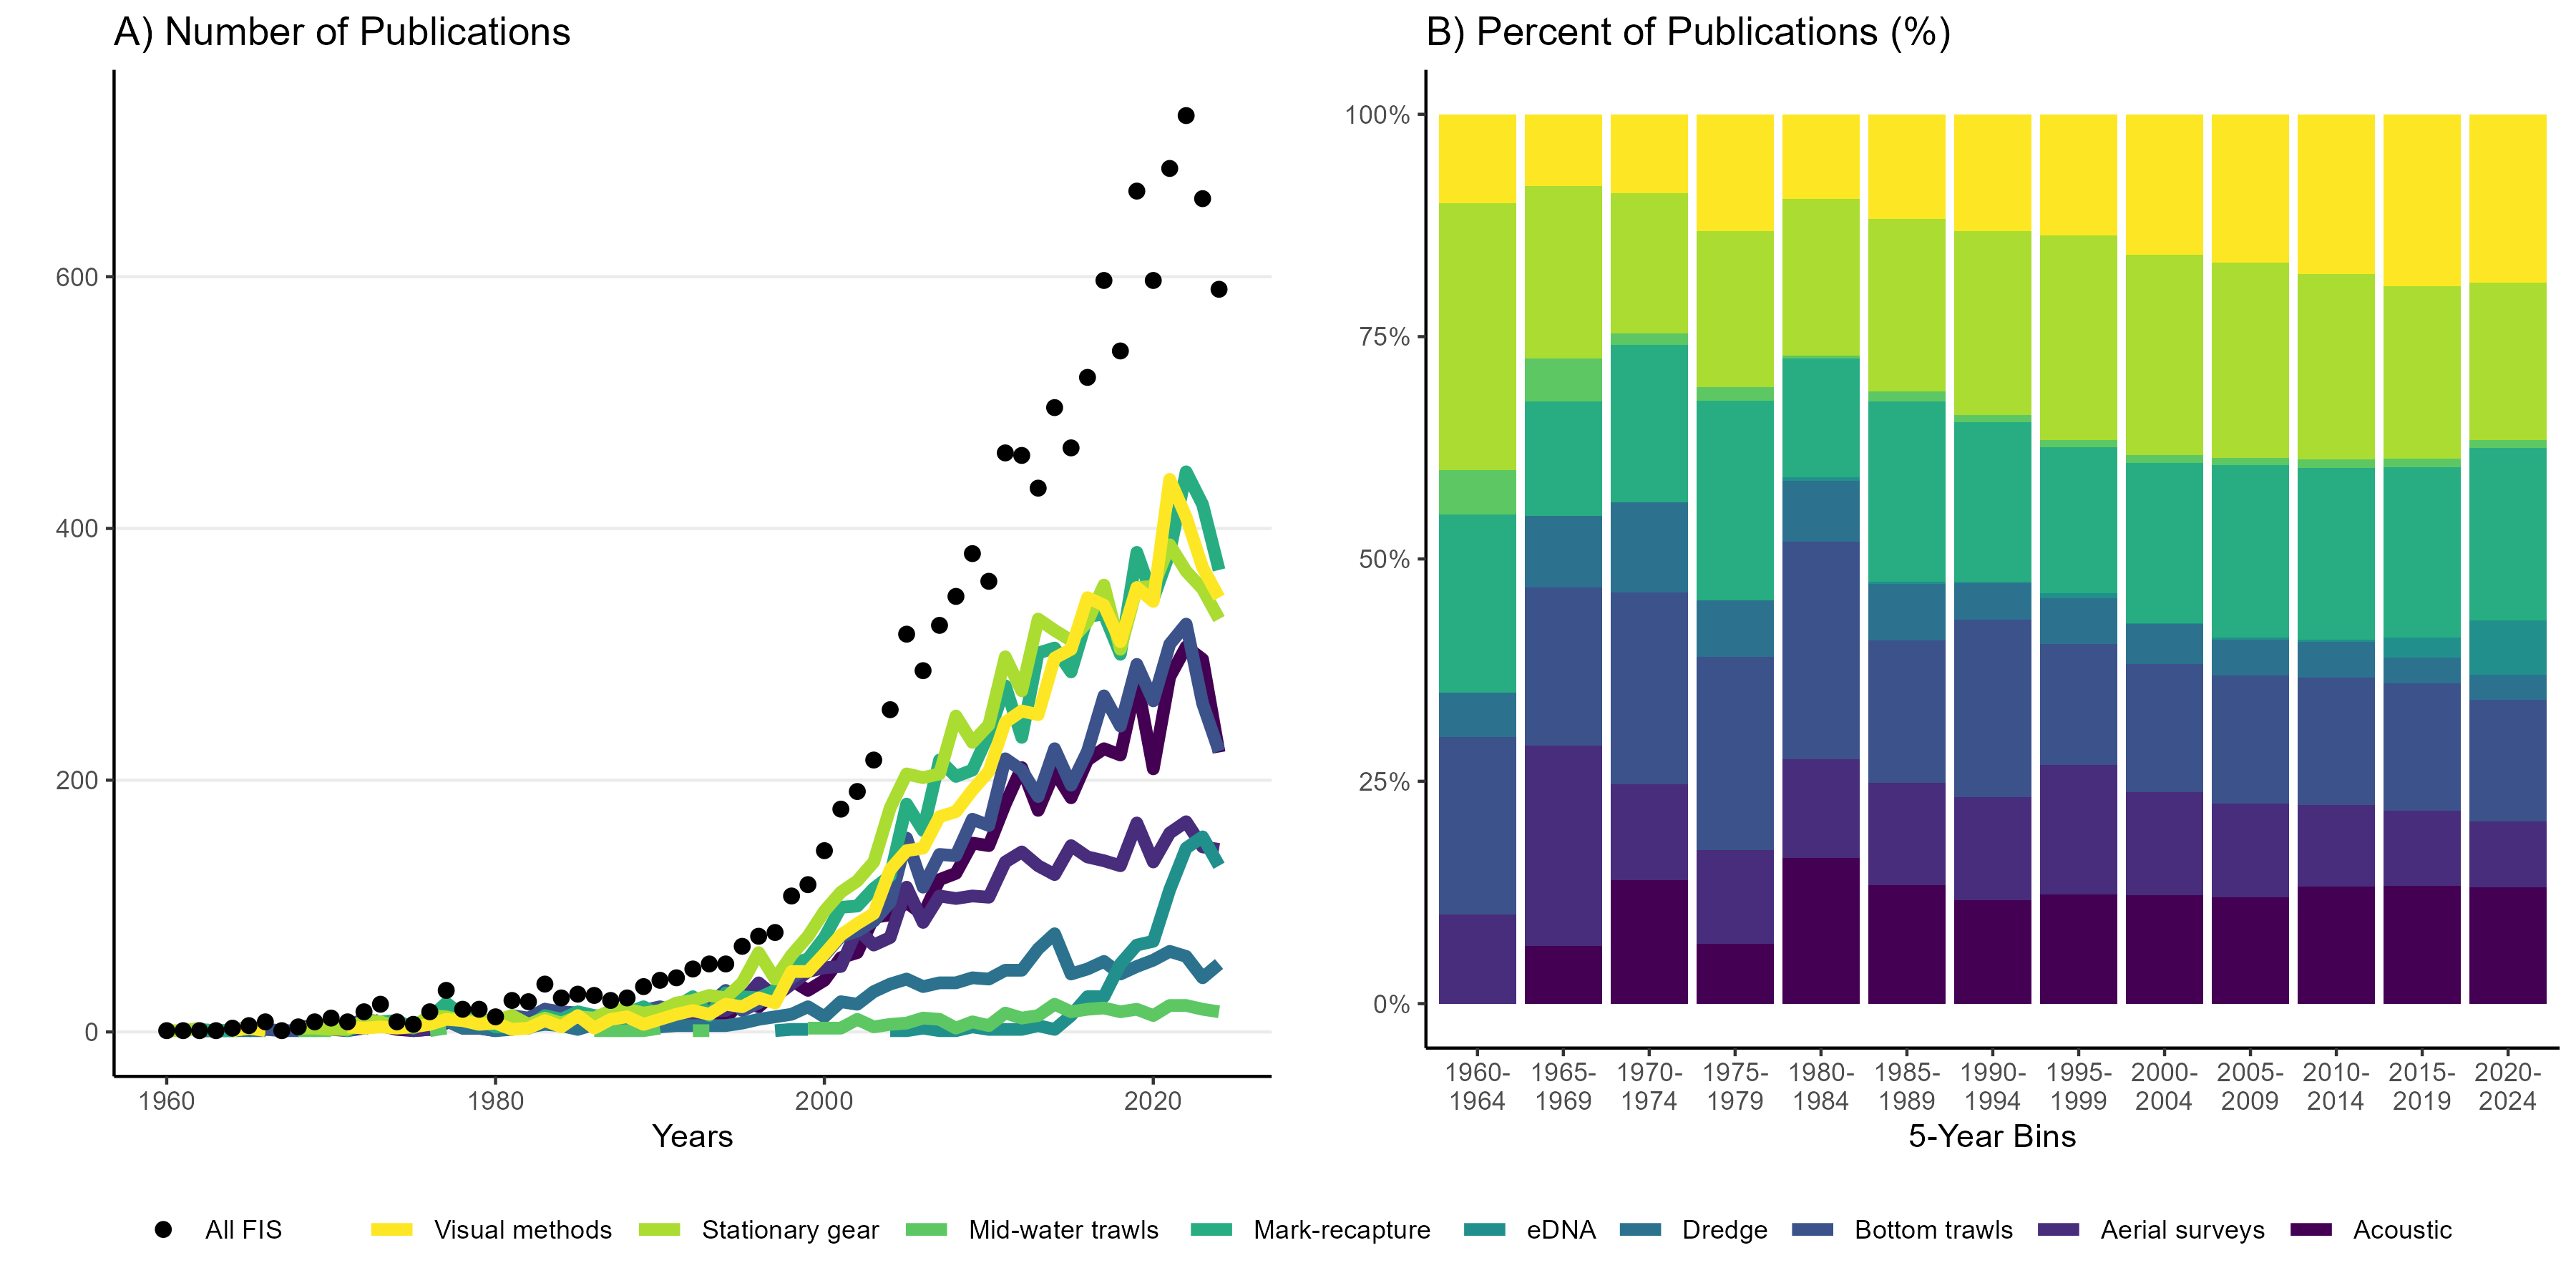 A) Number of Publications
600
400
200
0
1960
1980
2000
2020
Years
B) Percent of Publications (%)
100%
75%
50%
25%
0%
1960-
1964
1965-
1969
1970-
1974
1975-
1979
1980-
1984
1985-
1989
1990-
1994
1995-
1999
2000-
2004
2005-
2009
2010-
2014
2015-
2019
2020-
2024
5-Year Bins
All FIS
Visual methods
Stationary gear
Mid-water trawls
Mark-recapture
eDNA
Dredge
Bottom trawls
Aerial surveys
Acoustic